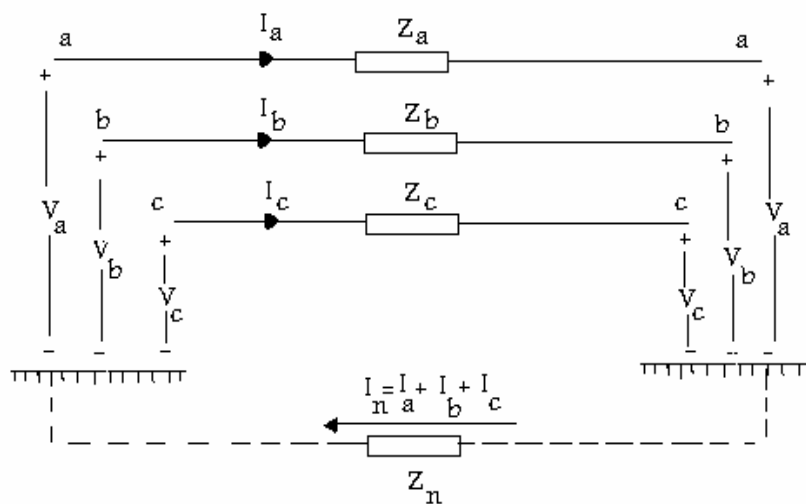 a I_a Z_a a
+ +
b I_b Z_b b
+ +
c I_c Z_c c
+ +
V_a V_b V_c V_c V_b V_a
- - - - -- -
I_n=I_a+ I_b+ I_c
Z_n